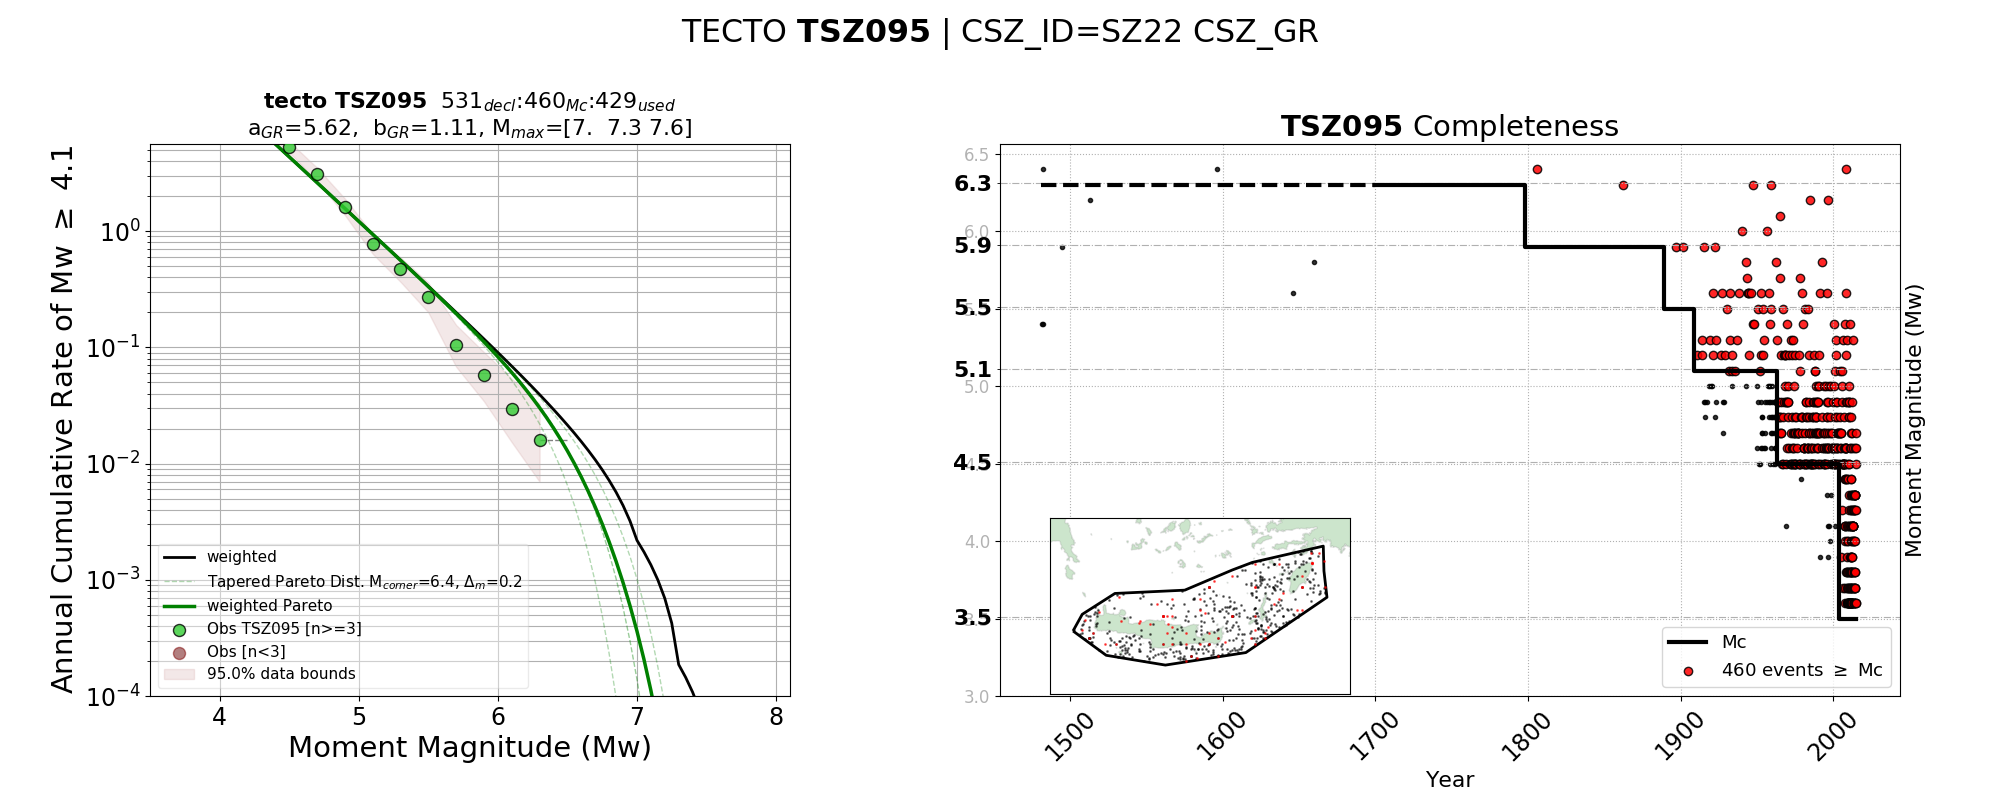 TECTO TSZ095 | CSZ_ID=SZ22 CSZ_GR
tecto TSZ095 531decl:460Mc:429used
aGR=5.62, bGR=1.11, Mmax=[7. 7.3 7.6]
Annual Cumulative Rate of Mw ≥ 4.1
10^0
10^-1
10^-2
10^-3
10^-4
weighted
Tapered Pareto Dist. Mcorner=6.4, Δm=0.2
weighted Pareto
Obs TSZ095 [n>=3]
Obs [n<3]
95.0% data bounds
4 5 6 7 8
Moment Magnitude (Mw)
TSZ095 Completeness
6.5
6.3
6.0
5.9
5.5
5.1
5.0
4.5
4.0
3.5
3.0
Moment Magnitude (Mw)
Mc
460 events ≥ Mc
1500 1600 1700 1800 1900 2000
Year